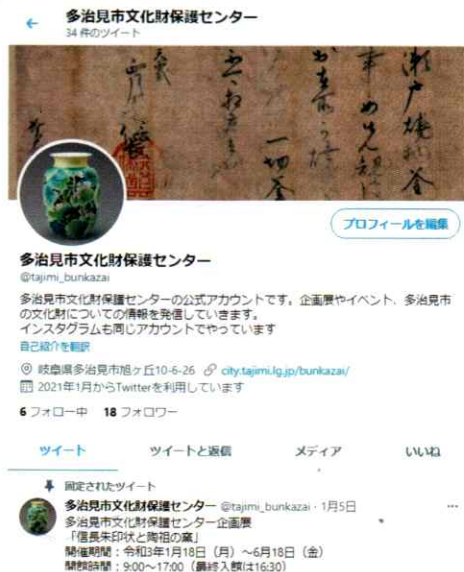 多治見市文化財保護センター
34 件のツイート
プロフィールを編集
多治見市文化財保護センター
@tajimi_bunkazai
多治見市文化財保護センターの公式アカウントです。企画展やイベント、多治見市
の文化財についての情報を発信していきます。
インスタグラムも同じアカウントでやっています
自己紹介を翻訳
岐阜県多治見市旭ヶ丘10-6-26 city.tajimi.lg.jp/bunkazai/
2021年1月からTwitterを利用しています
6 フォロー中 18 フォロワー
ツイート ツイートと返信 メディア いいね
固定されたツイート
多治見市文化財保護センター @tajimi_bunkazai · 1月5日
多治見市文化財保護センター企画展
「信長朱印状と陶祖の窯」
開催期間：令和3年1月18日（月）～6月18日（金）
開館時間：9:00～17:00（最終入館は16:30）